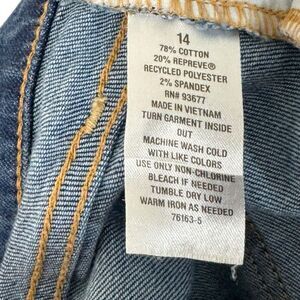 14
78% COTTON
20% REPREVE®
RECYCLED POLYESTER
2% SPANDEX
RN# 93677
MADE IN VIETNAM
TURN GARMENT INSIDE
OUT
MACHINE WASH COLD
WITH LIKE COLORS
USE ONLY NON-CHLORINE
BLEACH IF NEEDED
TUMBLE DRY LOW
WARM IRON AS NEEDED
76163-5